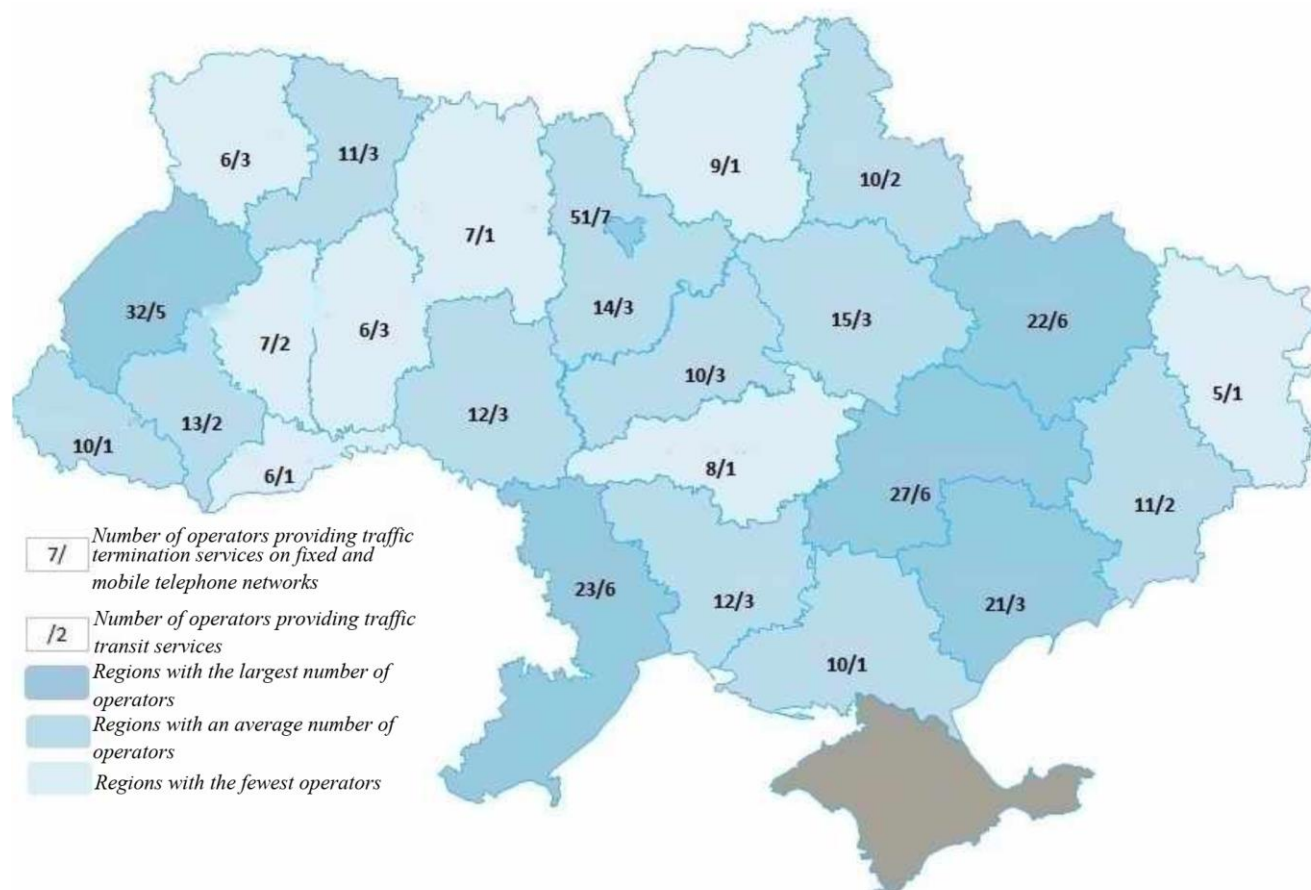 9/1
6/3
11/3
10/2
51/7
7/1
32/5
14/3
15/3
22/6
6/3
7/2
10/3
5/1
12/3
13/2
10/1
8/1
6/1
27/6
11/2
23/6
12/3
21/3
10/1
7/
Number of operators providing traffic
termination services on fixed and
mobile telephone networks
/2
Number of operators providing traffic
transit services
Regions with the largest number of
operators
Regions with an average number of
operators
Regions with the fewest operators